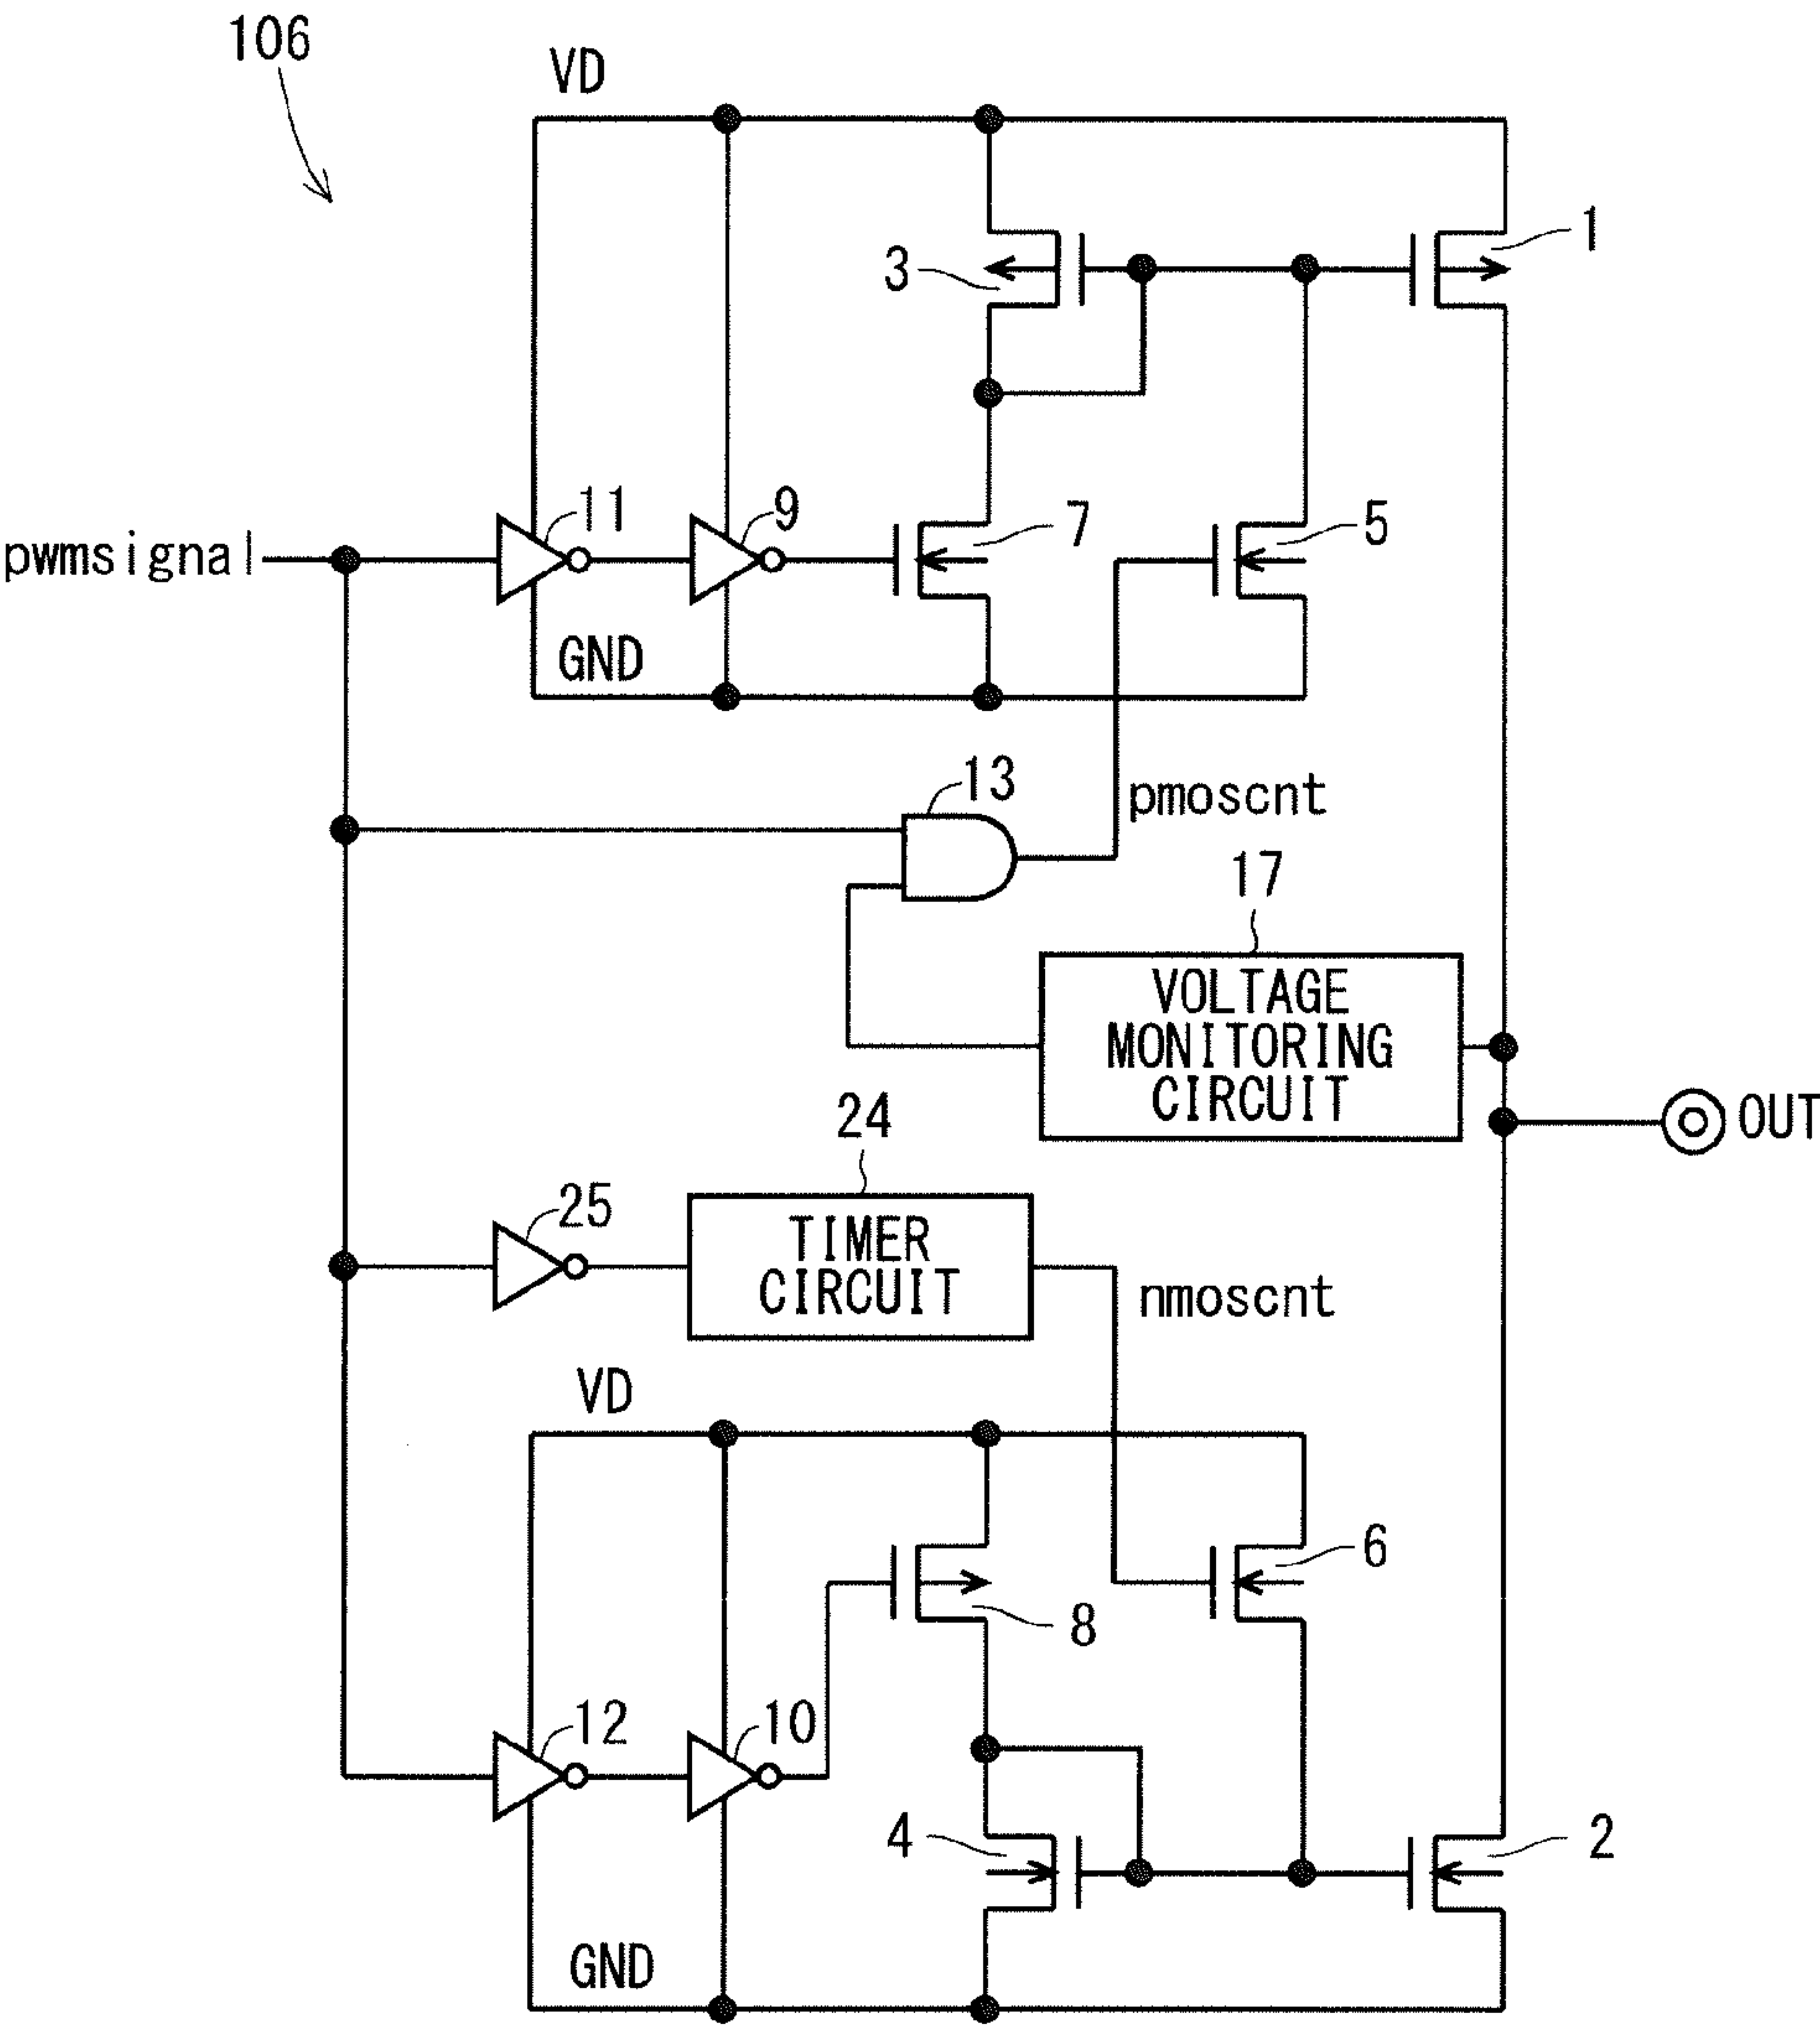 106
VD
1
3
11
9
7
5
pwmsignal
GND
13
pmoscnt
17
VOLTAGE
MONITORING
CIRCUIT
OUT
24
25
TIMER
CIRCUIT
nmoscnt
VD
6
8
12
10
4
2
GND